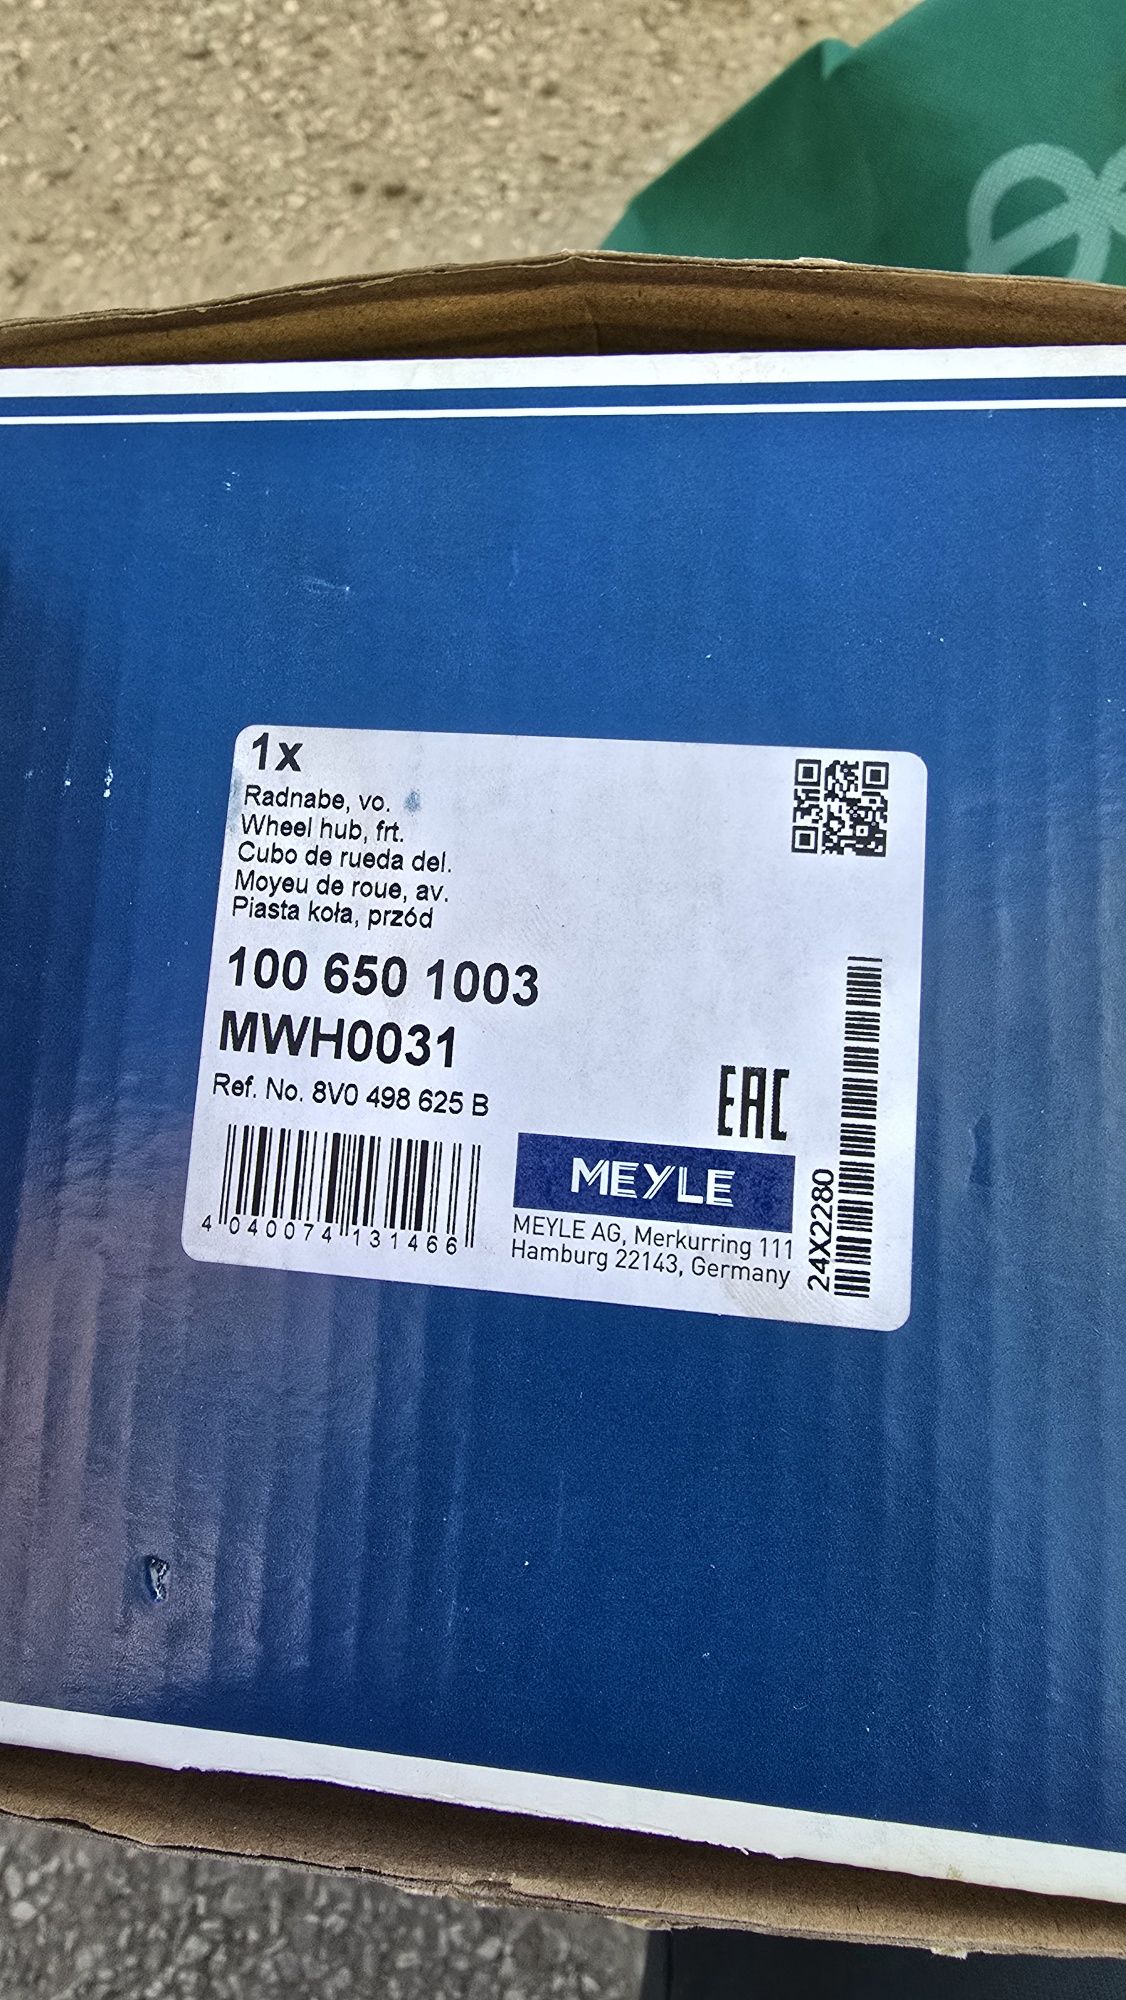 1x
Radnabe, vo.
Wheel hub, frt.
Cubo de rueda del.
Moyeu de roue, av.
Piasta koła, przód
100 650 1003
MWH0031
Ref. No. 8V0 498 625 B
4 040074 131466
EAC
MEYLE
MEYLE AG, Merkurring 111
Hamburg 22143, Germany
24X2280